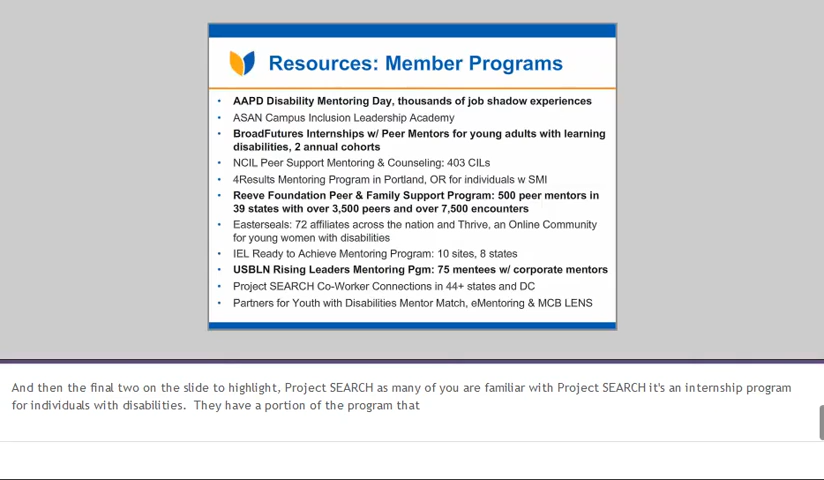 Resources: Member Programs
• AAPD Disability Mentoring Day, thousands of job shadow experiences
• ASAN Campus Inclusion Leadership Academy
• BroadFutures Internships w/ Peer Mentors for young adults with learning
disabilities, 2 annual cohorts
• NCIL Peer Support Mentoring & Counseling: 403 CILs
• 4Results Mentoring Program in Portland, OR for individuals w SMI
• Reeve Foundation Peer & Family Support Program: 500 peer mentors in
39 states with over 3,500 peers and over 7,500 encounters
• Easterseals: 72 affiliates across the nation and Thrive, an Online Community
for young women with disabilities
• IEL Ready to Achieve Mentoring Program: 10 sites, 8 states
• USBLN Rising Leaders Mentoring Pgm: 75 mentees w/ corporate mentors
• Project SEARCH Co-Worker Connections in 44+ states and DC
• Partners for Youth with Disabilities Mentor Match, eMentoring & MCB LENS
And then the final two on the slide to highlight, Project SEARCH as many of you are familiar with Project SEARCH it's an internship program
for individuals with disabilities.  They have a portion of the program that